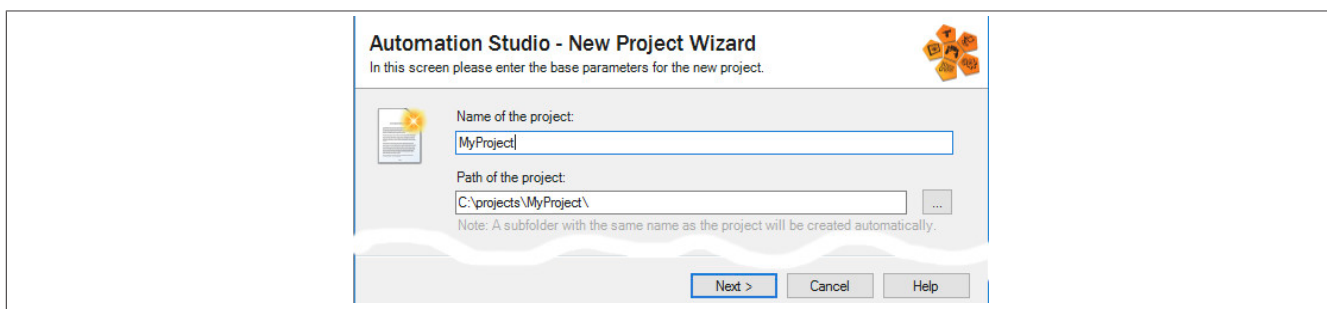 Automation Studio - New Project Wizard
In this screen please enter the base parameters for the new project.
Name of the project:
MyProject
Path of the project:
C:\projects\MyProject\
...
Note: A subfolder with the same name as the project will be created automatically.
Next >
Cancel
Help